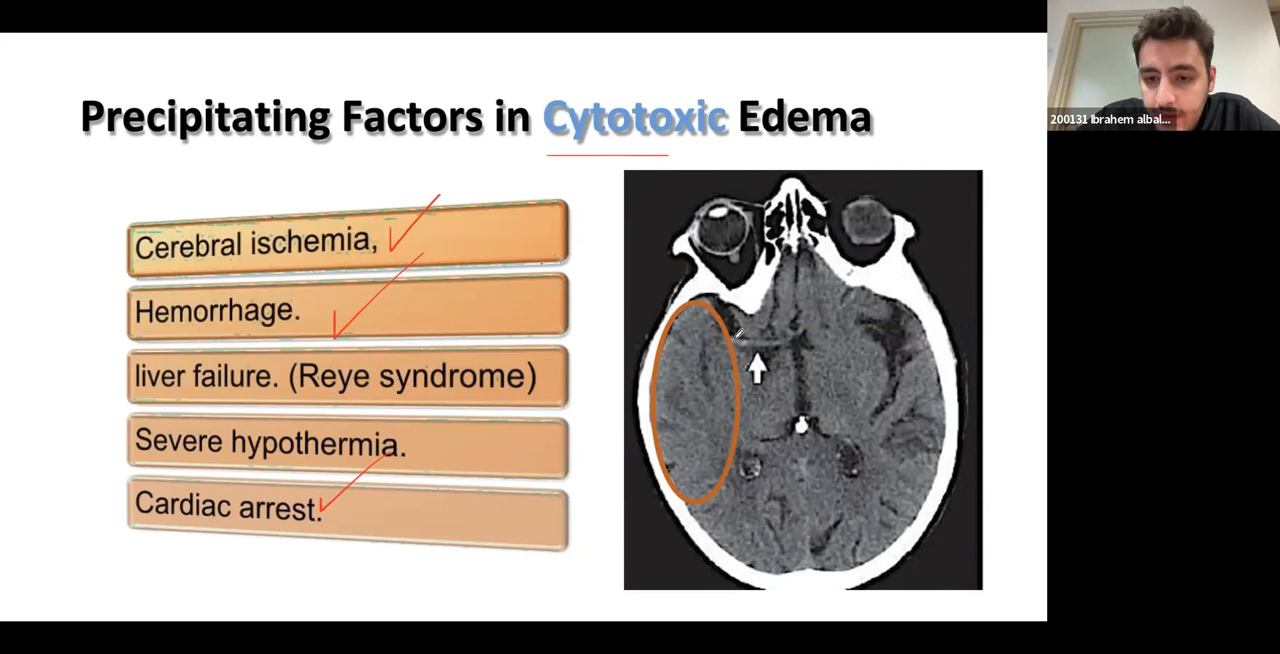 Precipitating Factors in Cytotoxic Edema
Cerebral ischemia,
Hemorrhage.
liver failure. (Reye syndrome)
Severe hypothermia.
Cardiac arrest.
200131 Ibrahem albal...